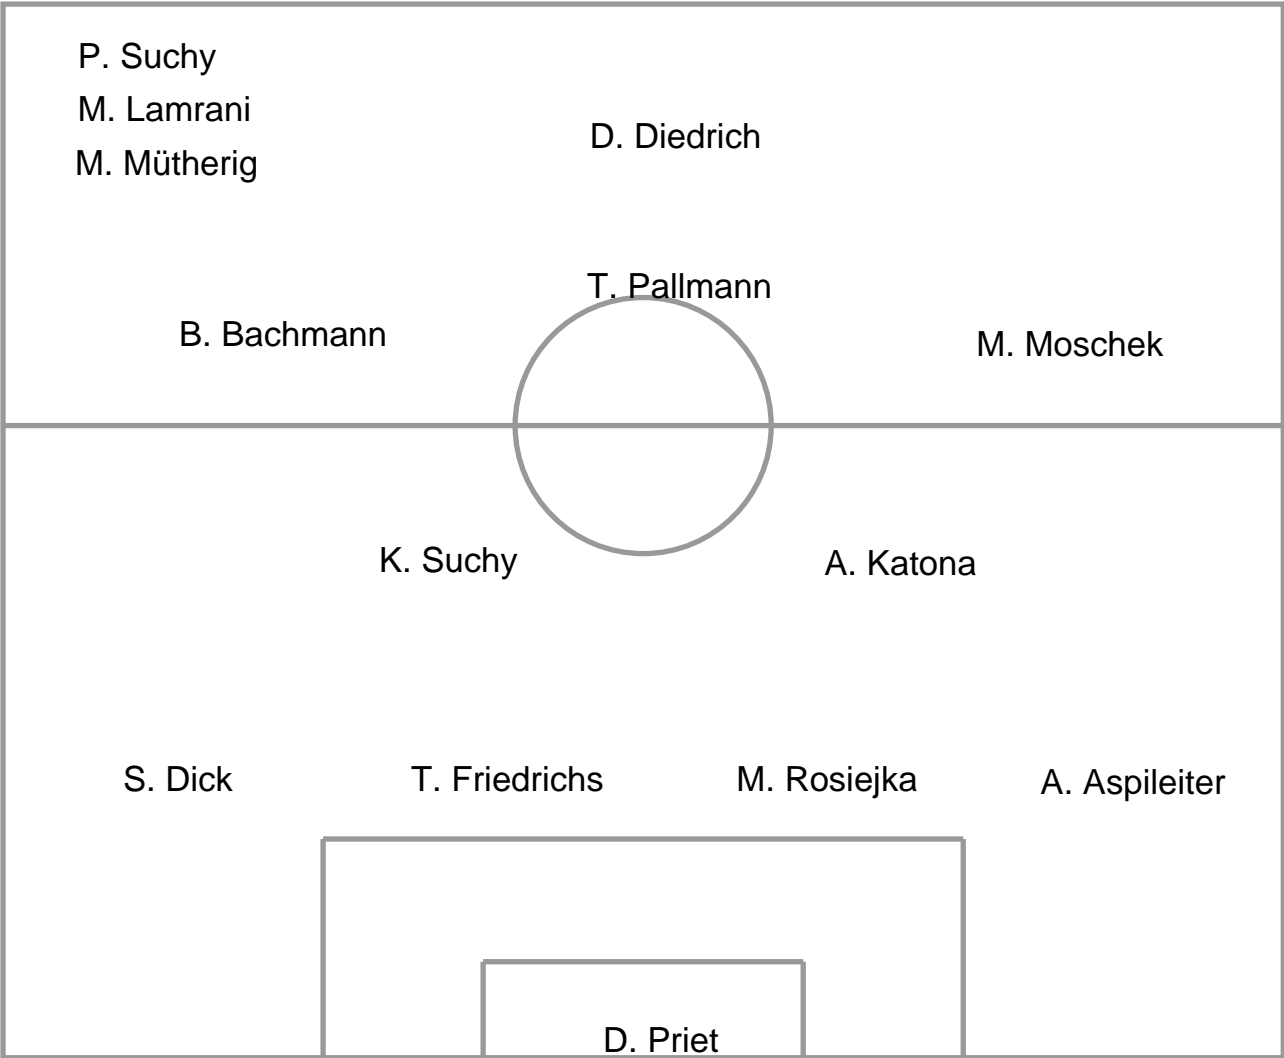 P. Suchy
M. Lamrani
D. Diedrich
M. Mütherig
T. Pallmann
B. Bachmann
M. Moschek
K. Suchy
A. Katona
S. Dick
T. Friedrichs
M. Rosiejka
A. Aspileiter
D. Priet